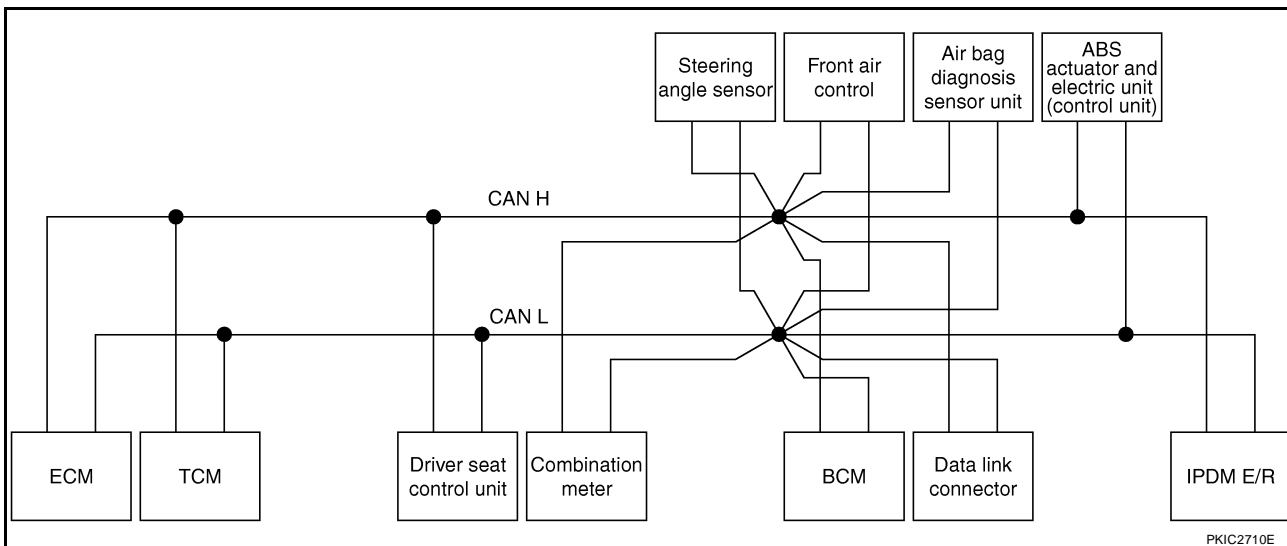 Steering
angle sensor
Front air
control
Air bag
diagnosis
sensor unit
ABS
actuator and
electric unit
(control unit)
CAN H
CAN L
ECM
TCM
Driver seat
control unit
Combination
meter
BCM
Data link
connector
IPDM E/R
PKIC2710E